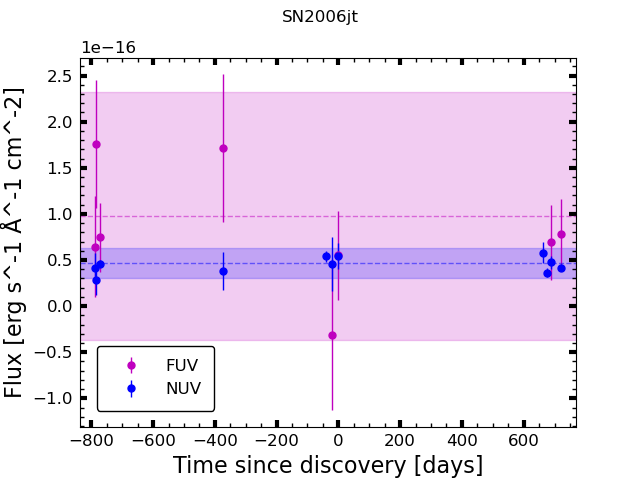 SN2006jt
1e−16
2.5
2.0
1.5
1.0
0.5
0.0
−0.5
−1.0
Flux [erg s^-1 Å^-1 cm^-2]
FUV
NUV
−800 −600 −400 −200 0 200 400 600
Time since discovery [days]